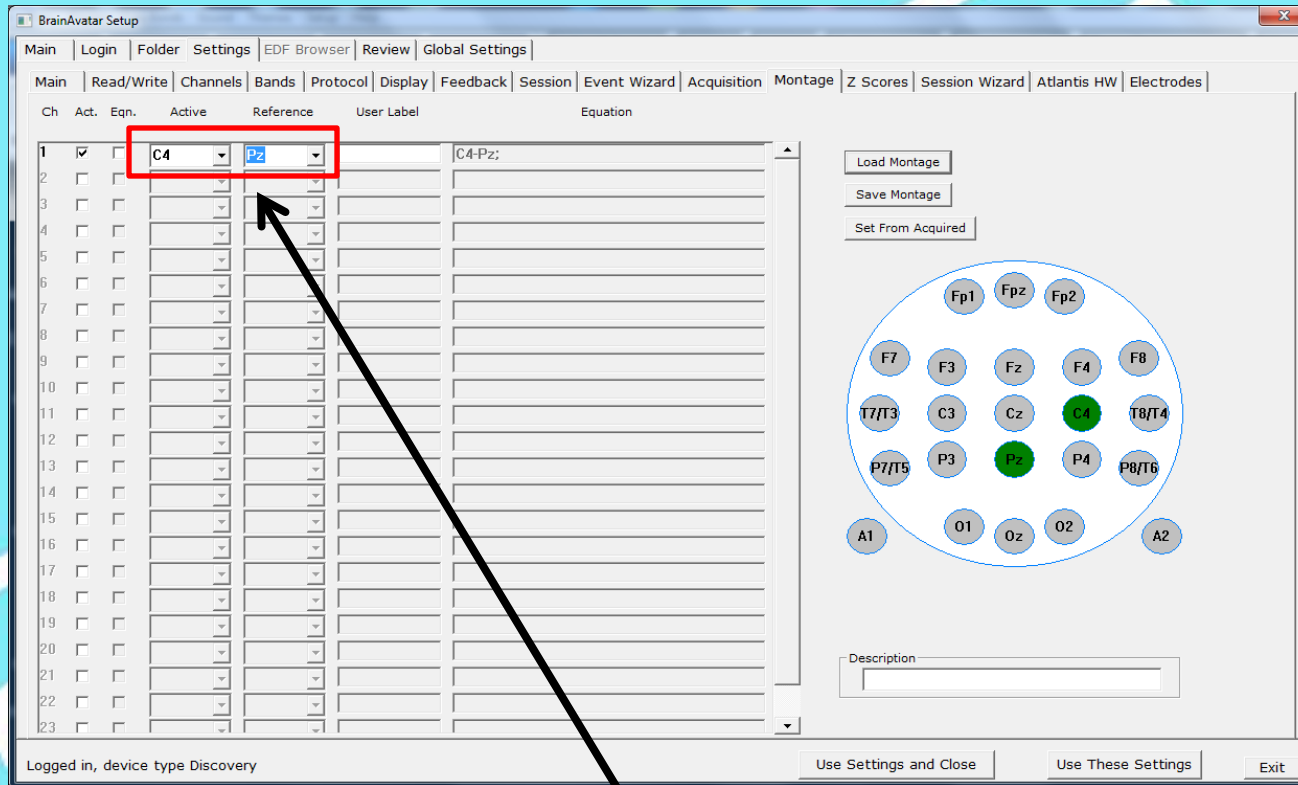 BrainAvatar Setup
Main Login Folder Settings EDF Browser Review Global Settings
Main Read/Write Channels Bands Protocol Display Feedback Session Event Wizard Acquisition Montage Z Scores Session Wizard Atlantis HW Electrodes
Ch Act. Eqn. Active Reference User Label Equation
1 C4 Pz C4-Pz;
2
3
4
5
6
7
8
9
10
11
12
13
14
15
16
17
18
19
20
21
22
23
Load Montage
Save Montage
Set From Acquired
Fp1 Fpz Fp2
F7 F3 Fz F4 F8
T7/T3 C3 Cz C4 T8/T4
P7/T5 P3 Pz P4 P8/T6
A1 O1 Oz O2 A2
Description
Logged in, device type Discovery
Use Settings and Close Use These Settings Exit